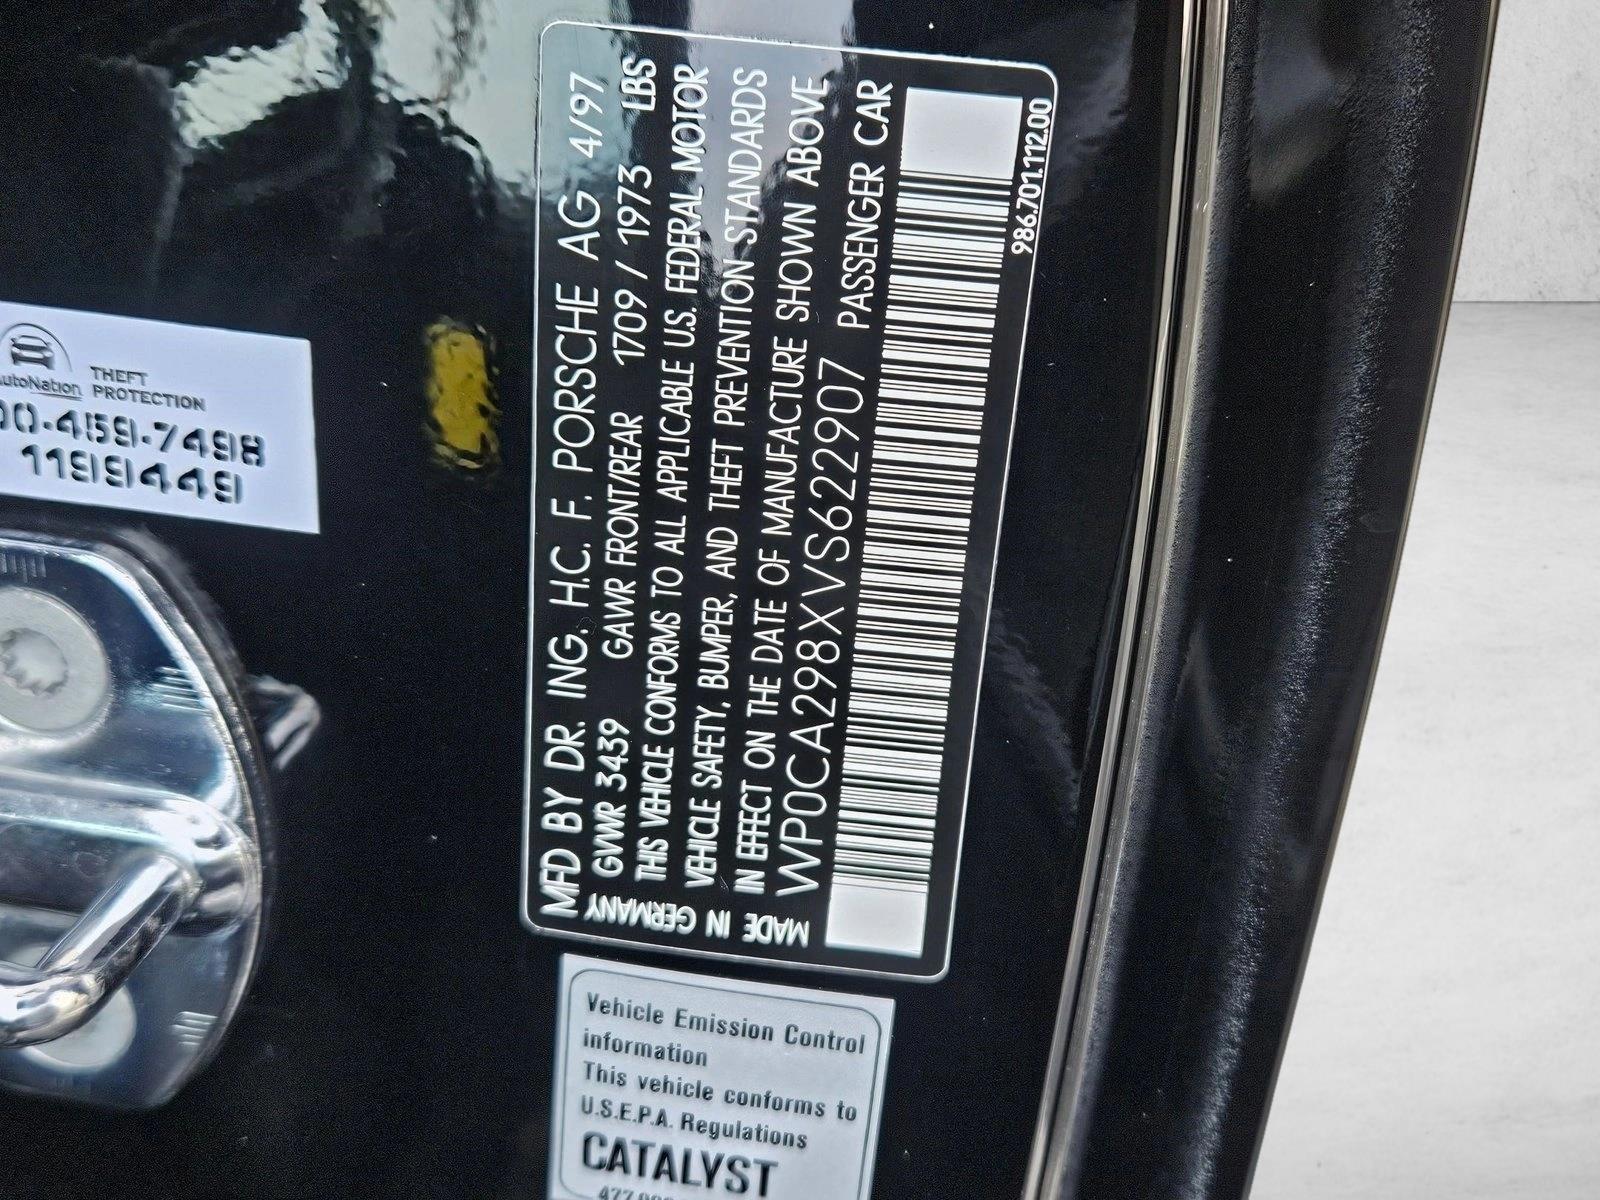 MFD BY DR. ING. H.C. F. PORSCHE AG 4/97
GVWR 3439 GAWR FRONT/REAR 1709 / 1973 LBS
THIS VEHICLE CONFORMS TO ALL APPLICABLE U.S. FEDERAL MOTOR
VEHICLE SAFETY, BUMPER, AND THEFT PREVENTION STANDARDS
IN EFFECT ON THE DATE OF MANUFACTURE SHOWN ABOVE
WP0CA298XVS622907 PASSENGER CAR
MADE IN GERMANY
986.701.112.00
AutoNation
THEFT
PROTECTION
00-459-7498
1199449
Vehicle Emission Control
information
This vehicle conforms to
U.S.E.P.A. Regulations
CATALYST